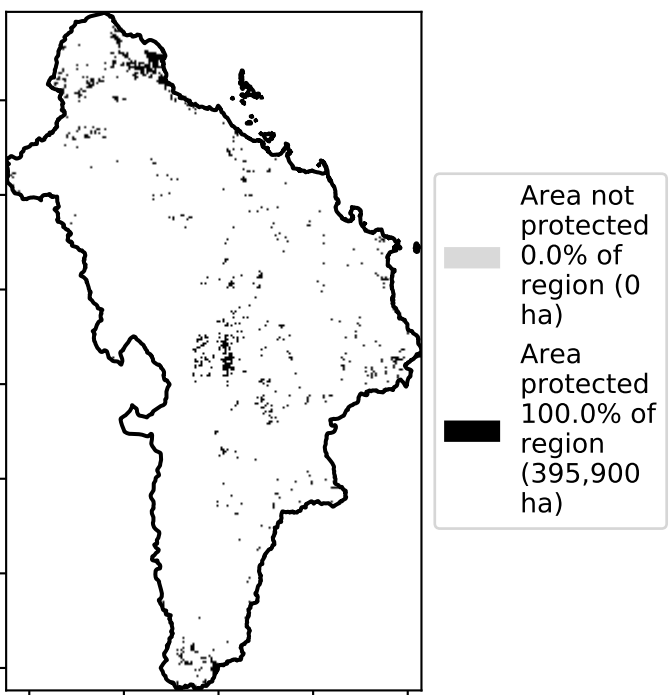 Area not
protected
0.0% of
region (0
ha)
Area
protected
100.0% of
region
(395,900
ha)